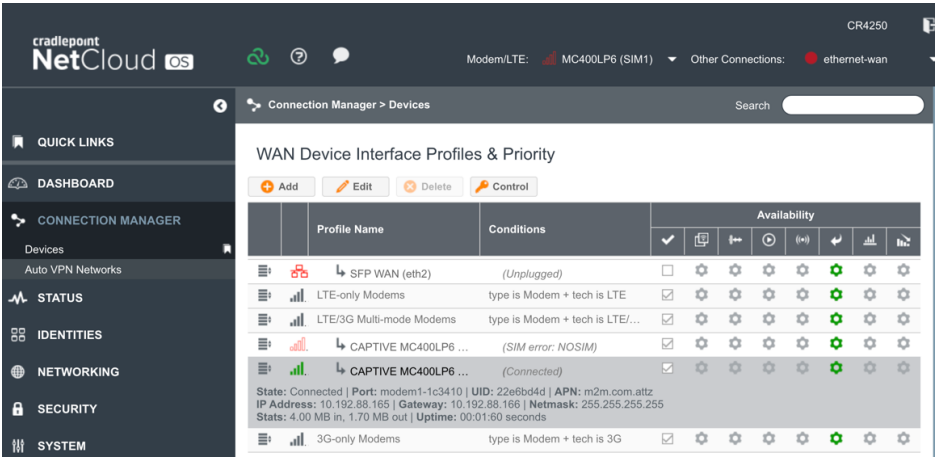 CR4250
cradlepoint
NetCloud OS
Modem/LTE: MC400LP6 (SIM1) Other Connections: ethernet-wan
Connection Manager > Devices
Search
QUICK LINKS
DASHBOARD
CONNECTION MANAGER
Devices
Auto VPN Networks
STATUS
IDENTITIES
NETWORKING
SECURITY
SYSTEM
WAN Device Interface Profiles & Priority
Add Edit Delete Control
Profile Name Conditions Availability
SFP WAN (eth2) (Unplugged)
LTE-only Modems type is Modem + tech is LTE
LTE/3G Multi-mode Modems type is Modem + tech is LTE/...
CAPTIVE MC400LP6 ... (SIM error: NOSIM)
CAPTIVE MC400LP6 ... (Connected)
State: Connected | Port: modem1-1c3410 | UID: 22e6bd4d | APN: m2m.com.attz
IP Address: 10.192.88.165 | Gateway: 10.192.88.166 | Netmask: 255.255.255.255
Stats: 4.00 MB in, 1.70 MB out | Uptime: 00:01:60 seconds
3G-only Modems type is Modem + tech is 3G